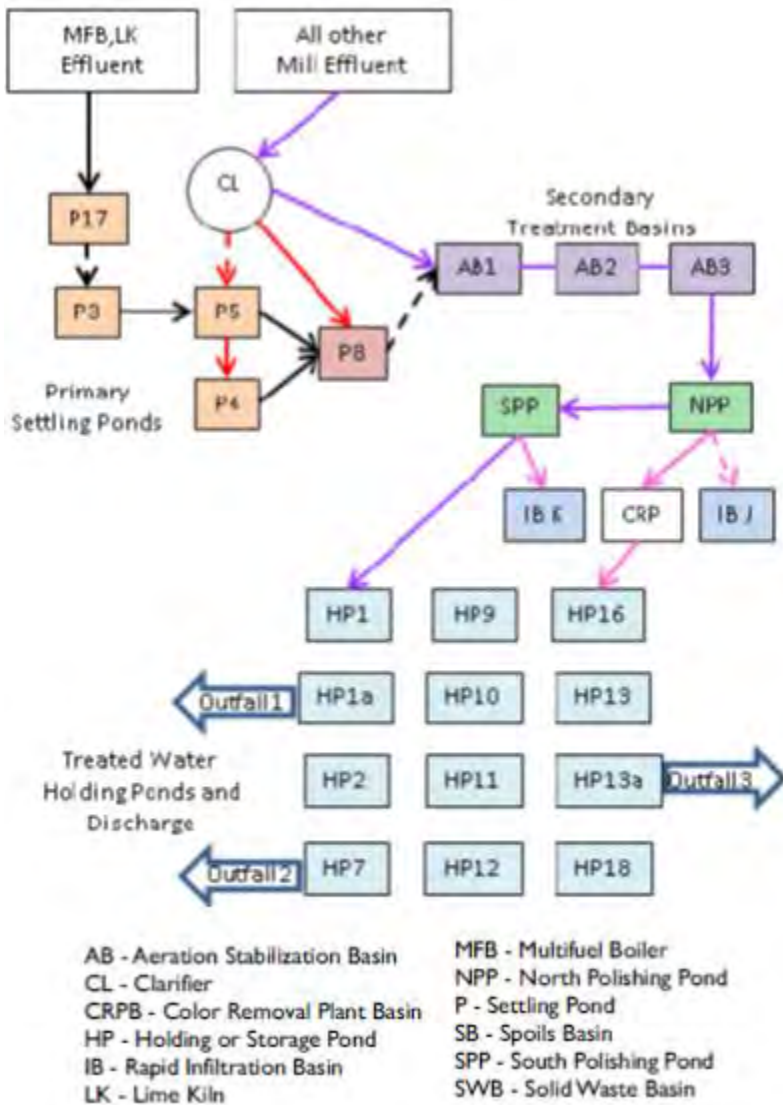 MFB,LK
Effluent
All other
Mill Effluent
CL
P17
Secondary
Treatment Basins
AB1
AB2
AB3
P3
P5
P8
Primary
Settling Ponds
P4
SPP
NPP
IB K
CRP
IB J
HP1
HP9
HP16
Outfall1
HP1a
HP10
HP13
Treated Water
Holding Ponds and
Discharge
HP2
HP11
HP13a
Outfall3
Outfall2
HP7
HP12
HP18
AB - Aeration Stabilization Basin
CL - Clarifier
CRPB - Color Removal Plant Basin
HP - Holding or Storage Pond
IB - Rapid Infiltration Basin
LK - Lime Kiln
MFB - Multifuel Boiler
NPP - North Polishing Pond
P - Settling Pond
SB - Spoils Basin
SPP - South Polishing Pond
SWB - Solid Waste Basin